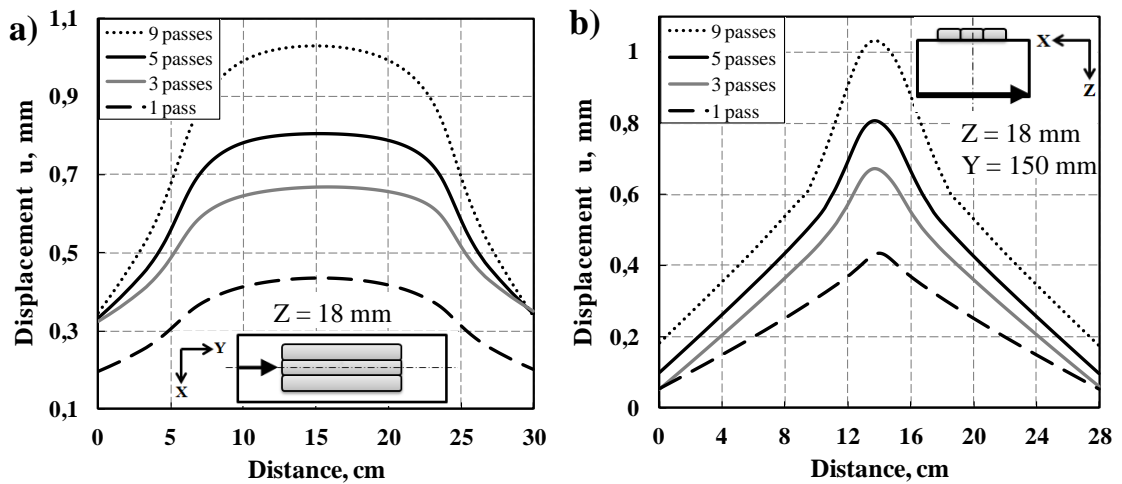 a)
Displacement u, mm
1,1
0,9
0,7
0,5
0,3
0,1
9 passes
5 passes
3 passes
1 pass
Z = 18 mm
Y
X
0
5
10
15
20
25
30
Distance, cm
b)
Displacement u, mm
1
0,8
0,6
0,4
0,2
0
9 passes
5 passes
3 passes
1 pass
X
Z
Z = 18 mm
Y = 150 mm
0
4
8
12
16
20
24
28
Distance, cm